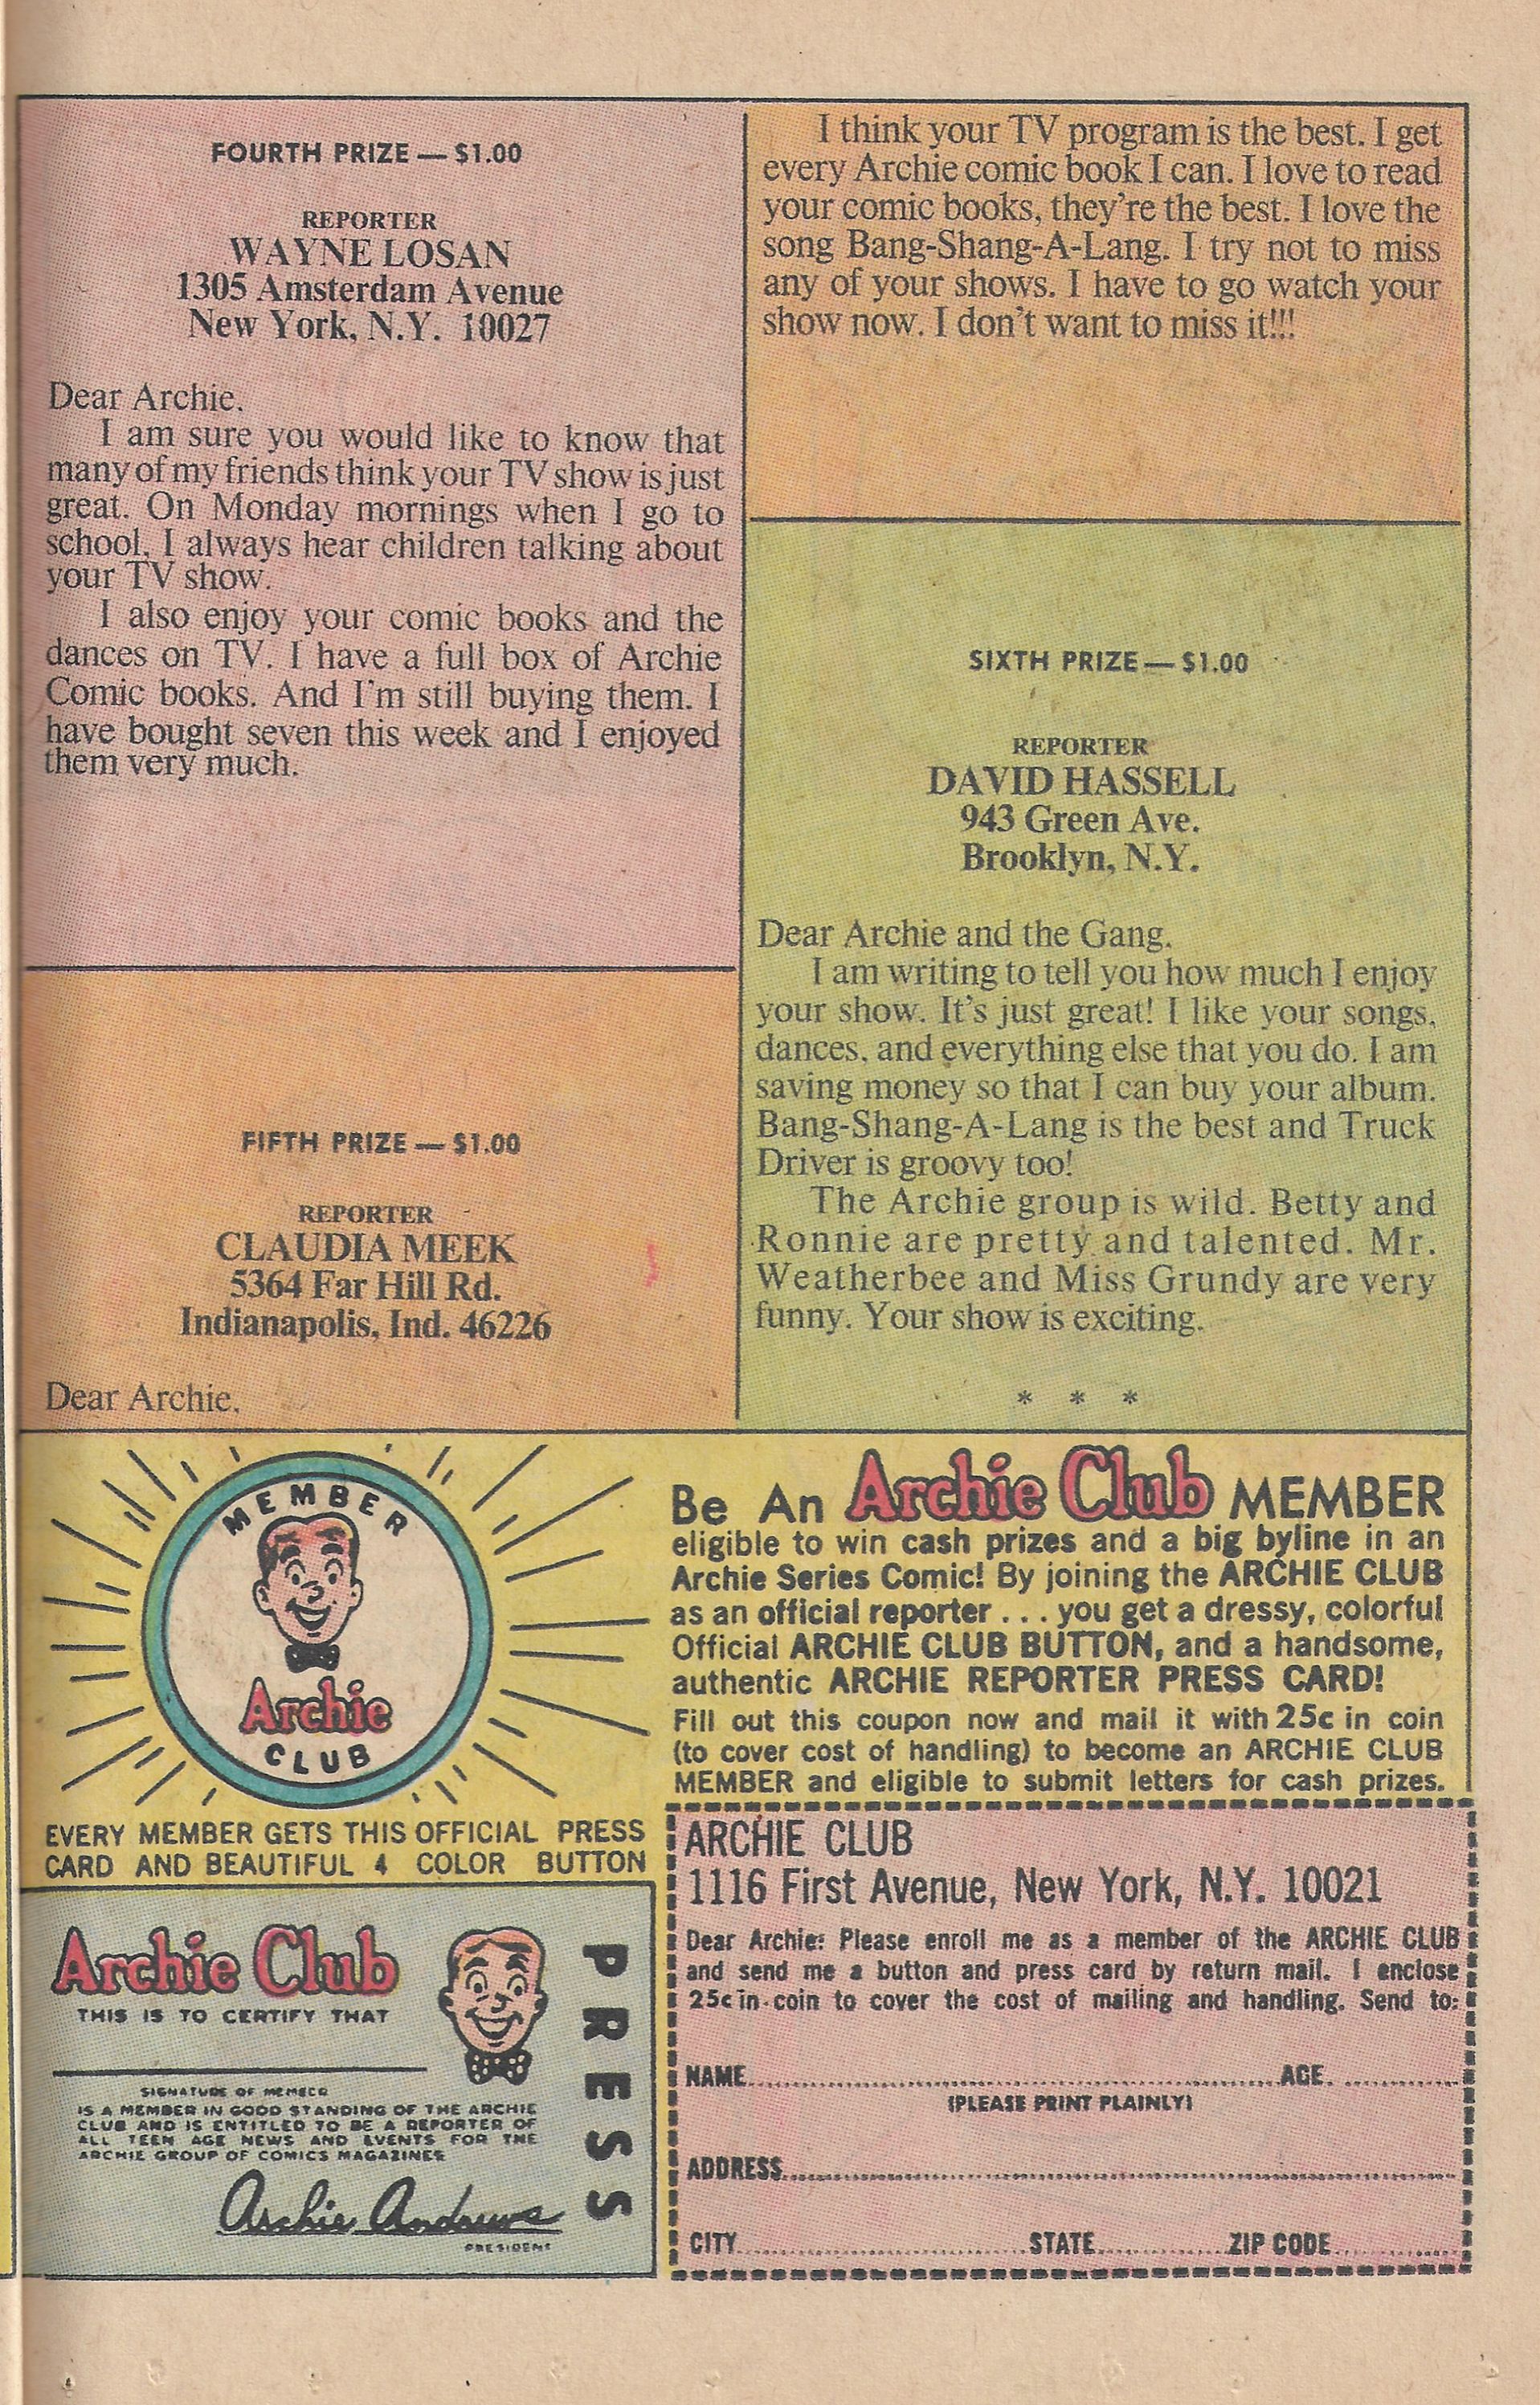 FOURTH PRIZE — $1.00
REPORTER
WAYNE LOSAN
1305 Amsterdam Avenue
New York, N.Y. 10027
Dear Archie,
I am sure you would like to know that
many of my friends think your TV show is just
great. On Monday mornings when I go to
school, I always hear children talking about
your TV show.
I also enjoy your comic books and the
dances on TV. I have a full box of Archie
Comic books. And I'm still buying them. I
have bought seven this week and I enjoyed
them very much.
FIFTH PRIZE — $1.00
REPORTER
CLAUDIA MEEK
5364 Far Hill Rd.
Indianapolis, Ind. 46226
Dear Archie,
I think your TV program is the best. I get
every Archie comic book I can. I love to read
your comic books, they're the best. I love the
song Bang-Shang-A-Lang. I try not to miss
any of your shows. I have to go watch your
show now. I don't want to miss it!!!
SIXTH PRIZE — $1.00
REPORTER
DAVID HASSELL
943 Green Ave.
Brooklyn, N.Y.
Dear Archie and the Gang,
I am writing to tell you how much I enjoy
your show. It's just great! I like your songs,
dances, and everything else that you do. I am
saving money so that I can buy your album.
Bang-Shang-A-Lang is the best and Truck
Driver is groovy too!
The Archie group is wild. Betty and
Ronnie are pretty and talented. Mr.
Weatherbee and Miss Grundy are very
funny. Your show is exciting.
* * *
MEMBER
Archie
CLUB
EVERY MEMBER GETS THIS OFFICIAL PRESS
CARD AND BEAUTIFUL 4 COLOR BUTTON
Archie Club
THIS IS TO CERTIFY THAT
SIGNATURE OF MEMBER
IS A MEMBER IN GOOD STANDING OF THE ARCHIE
CLUB AND IS ENTITLED TO BE A REPORTER OF
ALL TEEN AGE NEWS AND EVENTS FOR THE
ARCHIE GROUP OF COMICS MAGAZINES
Archie Andrews
PRESIDENT
PRESS
Be An Archie Club MEMBER
eligible to win cash prizes and a big byline in an
Archie Series Comic! By joining the ARCHIE CLUB
as an official reporter . . . you get a dressy, colorful
Official ARCHIE CLUB BUTTON, and a handsome,
authentic ARCHIE REPORTER PRESS CARD!
Fill out this coupon now and mail it with 25c in coin
(to cover cost of handling) to become an ARCHIE CLUB
MEMBER and eligible to submit letters for cash prizes.
ARCHIE CLUB
1116 First Avenue, New York, N.Y. 10021
Dear Archie: Please enroll me as a member of the ARCHIE CLUB
and send me a button and press card by return mail. I enclose
25c in coin to cover the cost of mailing and handling. Send to:
NAME AGE
(PLEASE PRINT PLAINLY)
ADDRESS
CITY STATE ZIP CODE